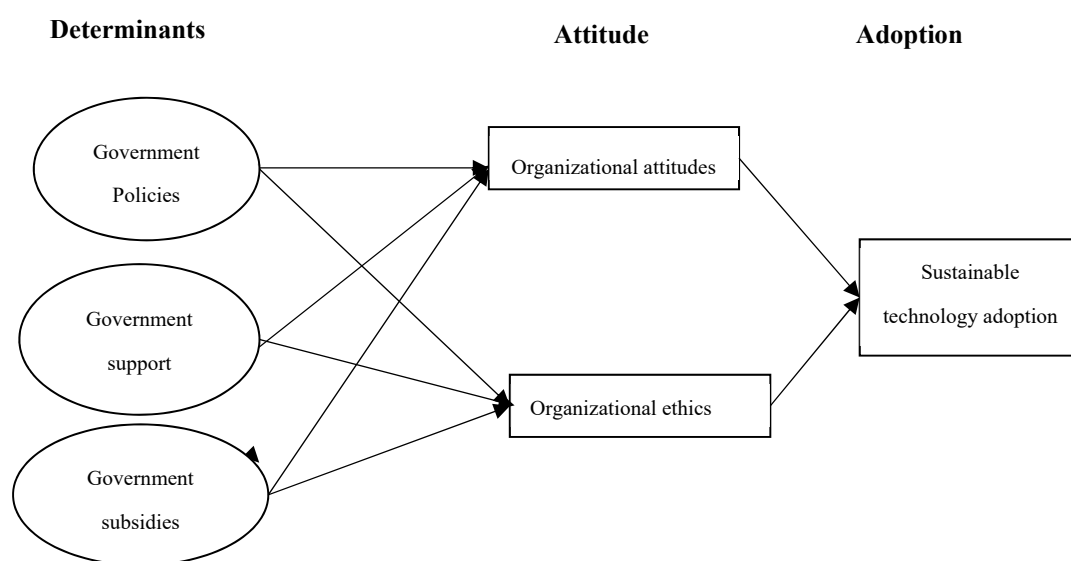 Determinants
Attitude
Adoption
Government
Policies
Government
support
Government
subsidies
Organizational attitudes
Organizational ethics
Sustainable
technology adoption